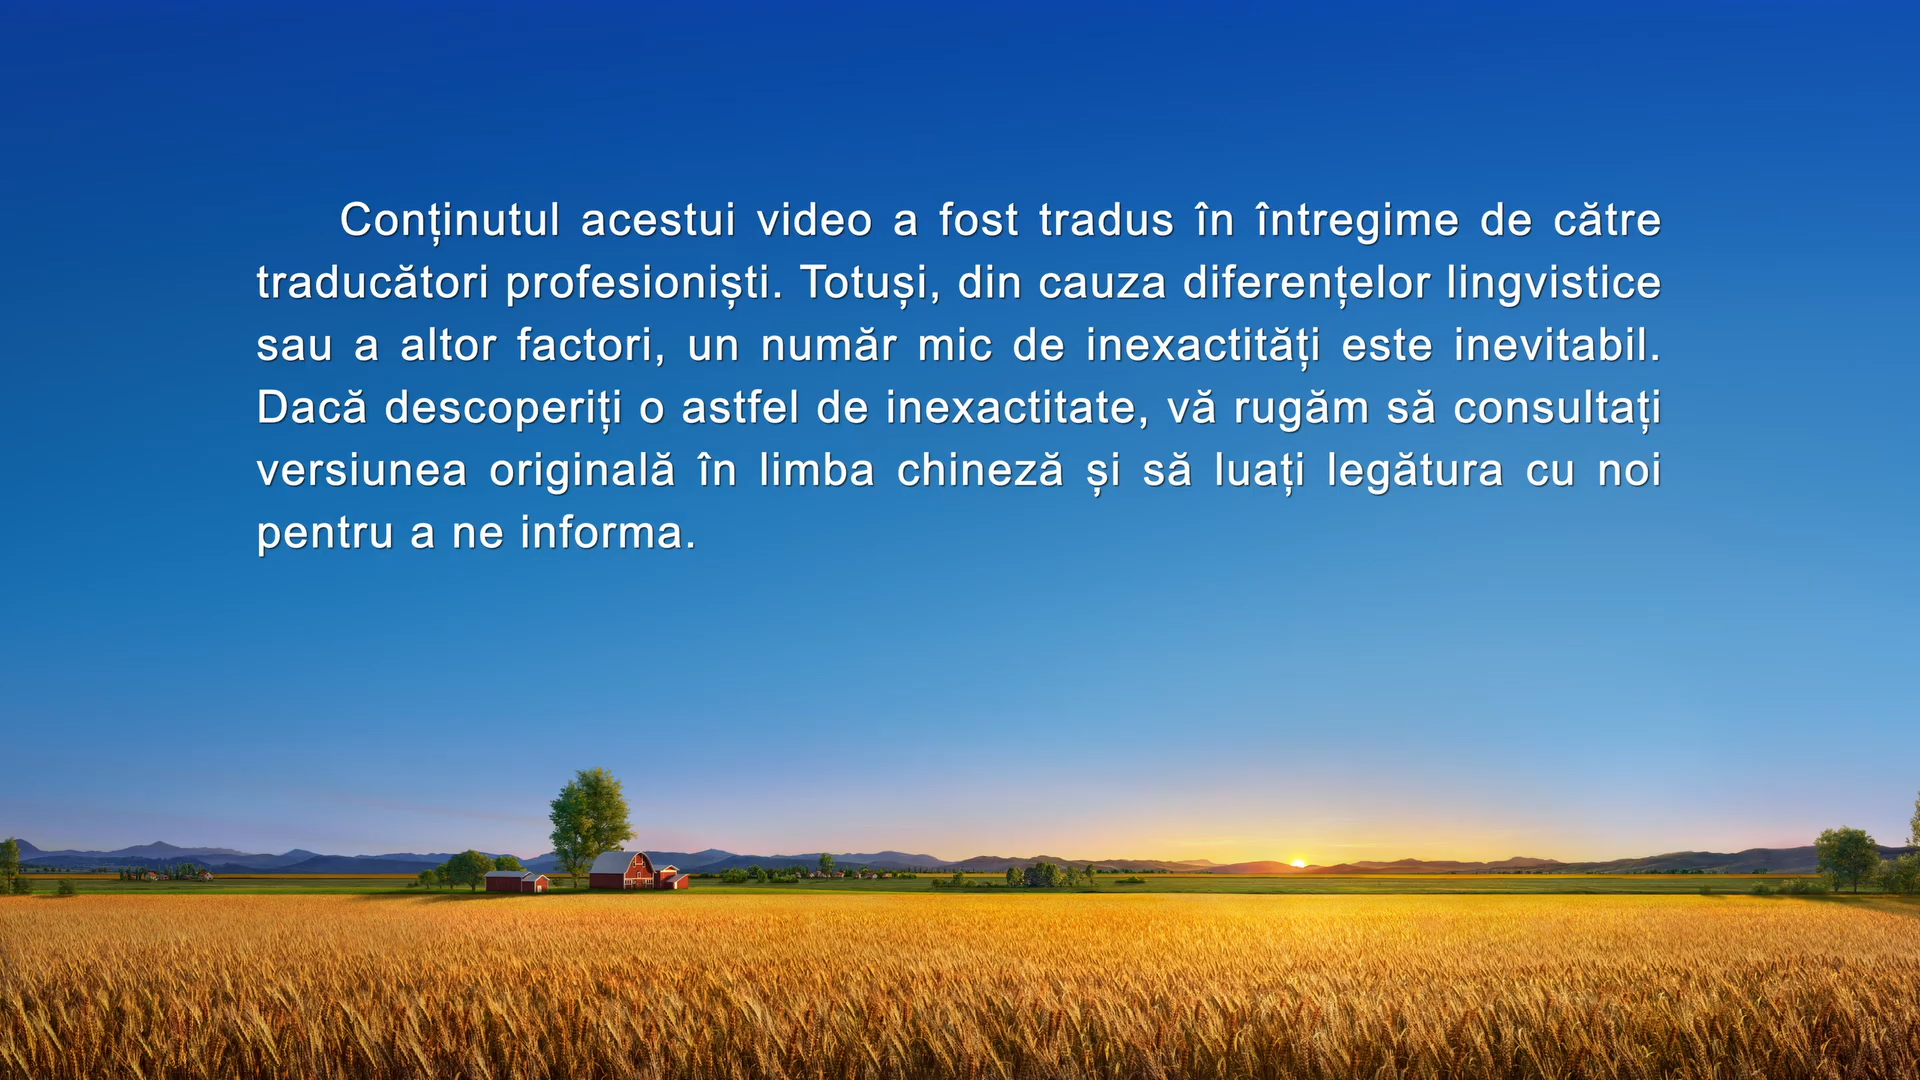 Conținutul acestui video a fost tradus în întregime de către
traducători profesioniști. Totuși, din cauza diferențelor lingvistice
sau a altor factori, un număr mic de inexactități este inevitabil.
Dacă descoperiți o astfel de inexactitate, vă rugăm să consultați
versiunea originală în limba chineză și să luați legătura cu noi
pentru a ne informa.